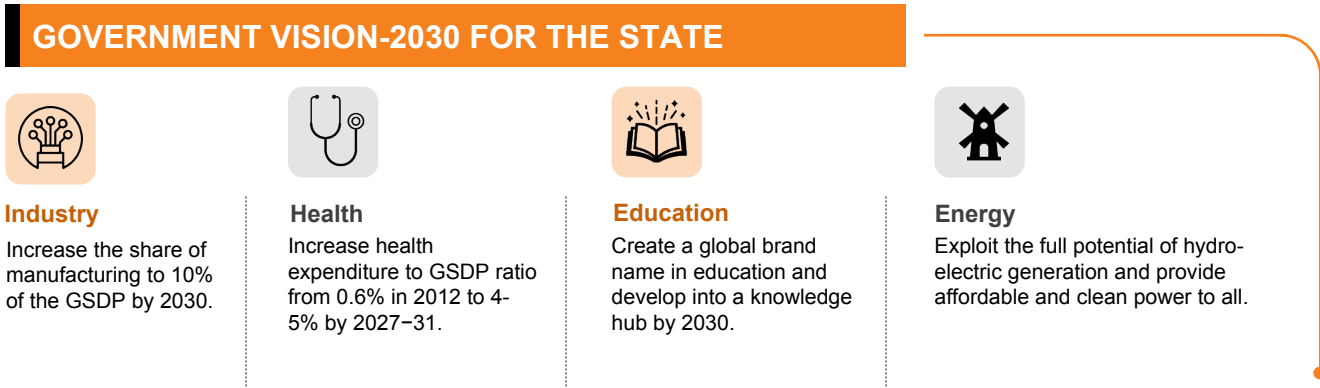 GOVERNMENT VISION-2030 FOR THE STATE
Industry
Increase the share of
manufacturing to 10%
of the GSDP by 2030.
Health
Increase health
expenditure to GSDP ratio
from 0.6% in 2012 to 4-
5% by 2027−31.
Education
Create a global brand
name in education and
develop into a knowledge
hub by 2030.
Energy
Exploit the full potential of hydro-
electric generation and provide
affordable and clean power to all.